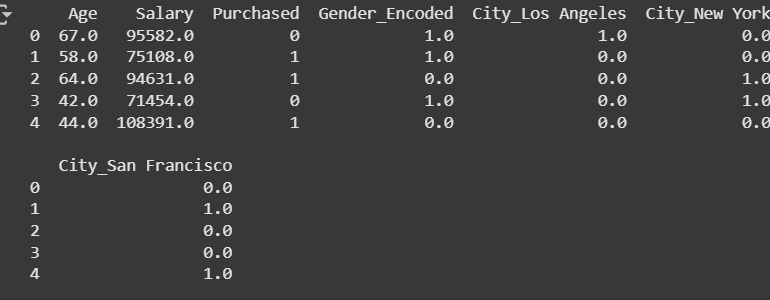 Age Salary Purchased Gender_Encoded City_Los Angeles City_New York
0 67.0 95582.0 0 1.0 1.0 0.0
1 58.0 75108.0 1 1.0 0.0 0.0
2 64.0 94631.0 1 0.0 0.0 1.0
3 42.0 71454.0 0 1.0 0.0 1.0
4 44.0 108391.0 1 0.0 0.0 0.0
City_San Francisco
0 0.0
1 1.0
2 0.0
3 0.0
4 1.0